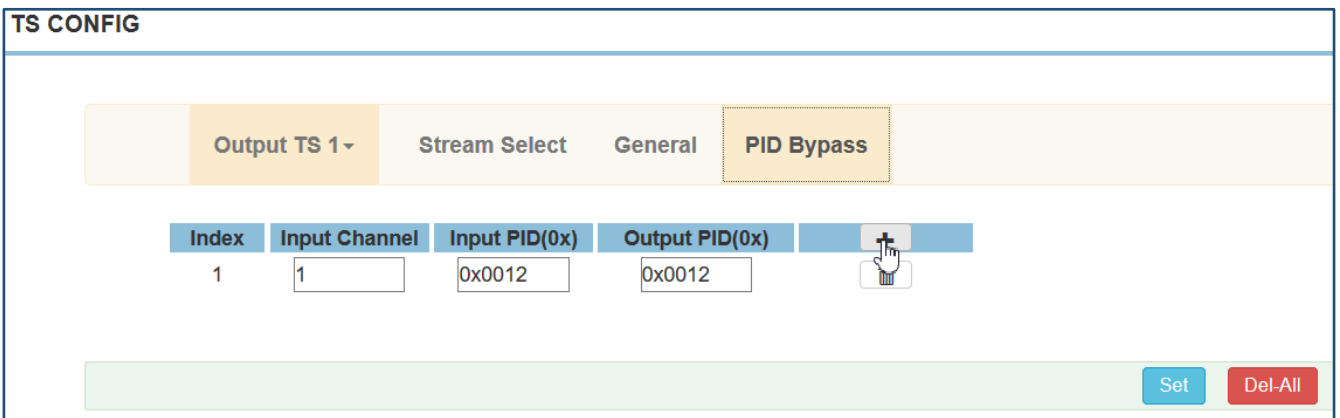 TS CONFIG
Output TS 1 Stream Select General PID Bypass
Index Input Channel Input PID(0x) Output PID(0x) +
1 1 0x0012 0x0012
Set Del-All